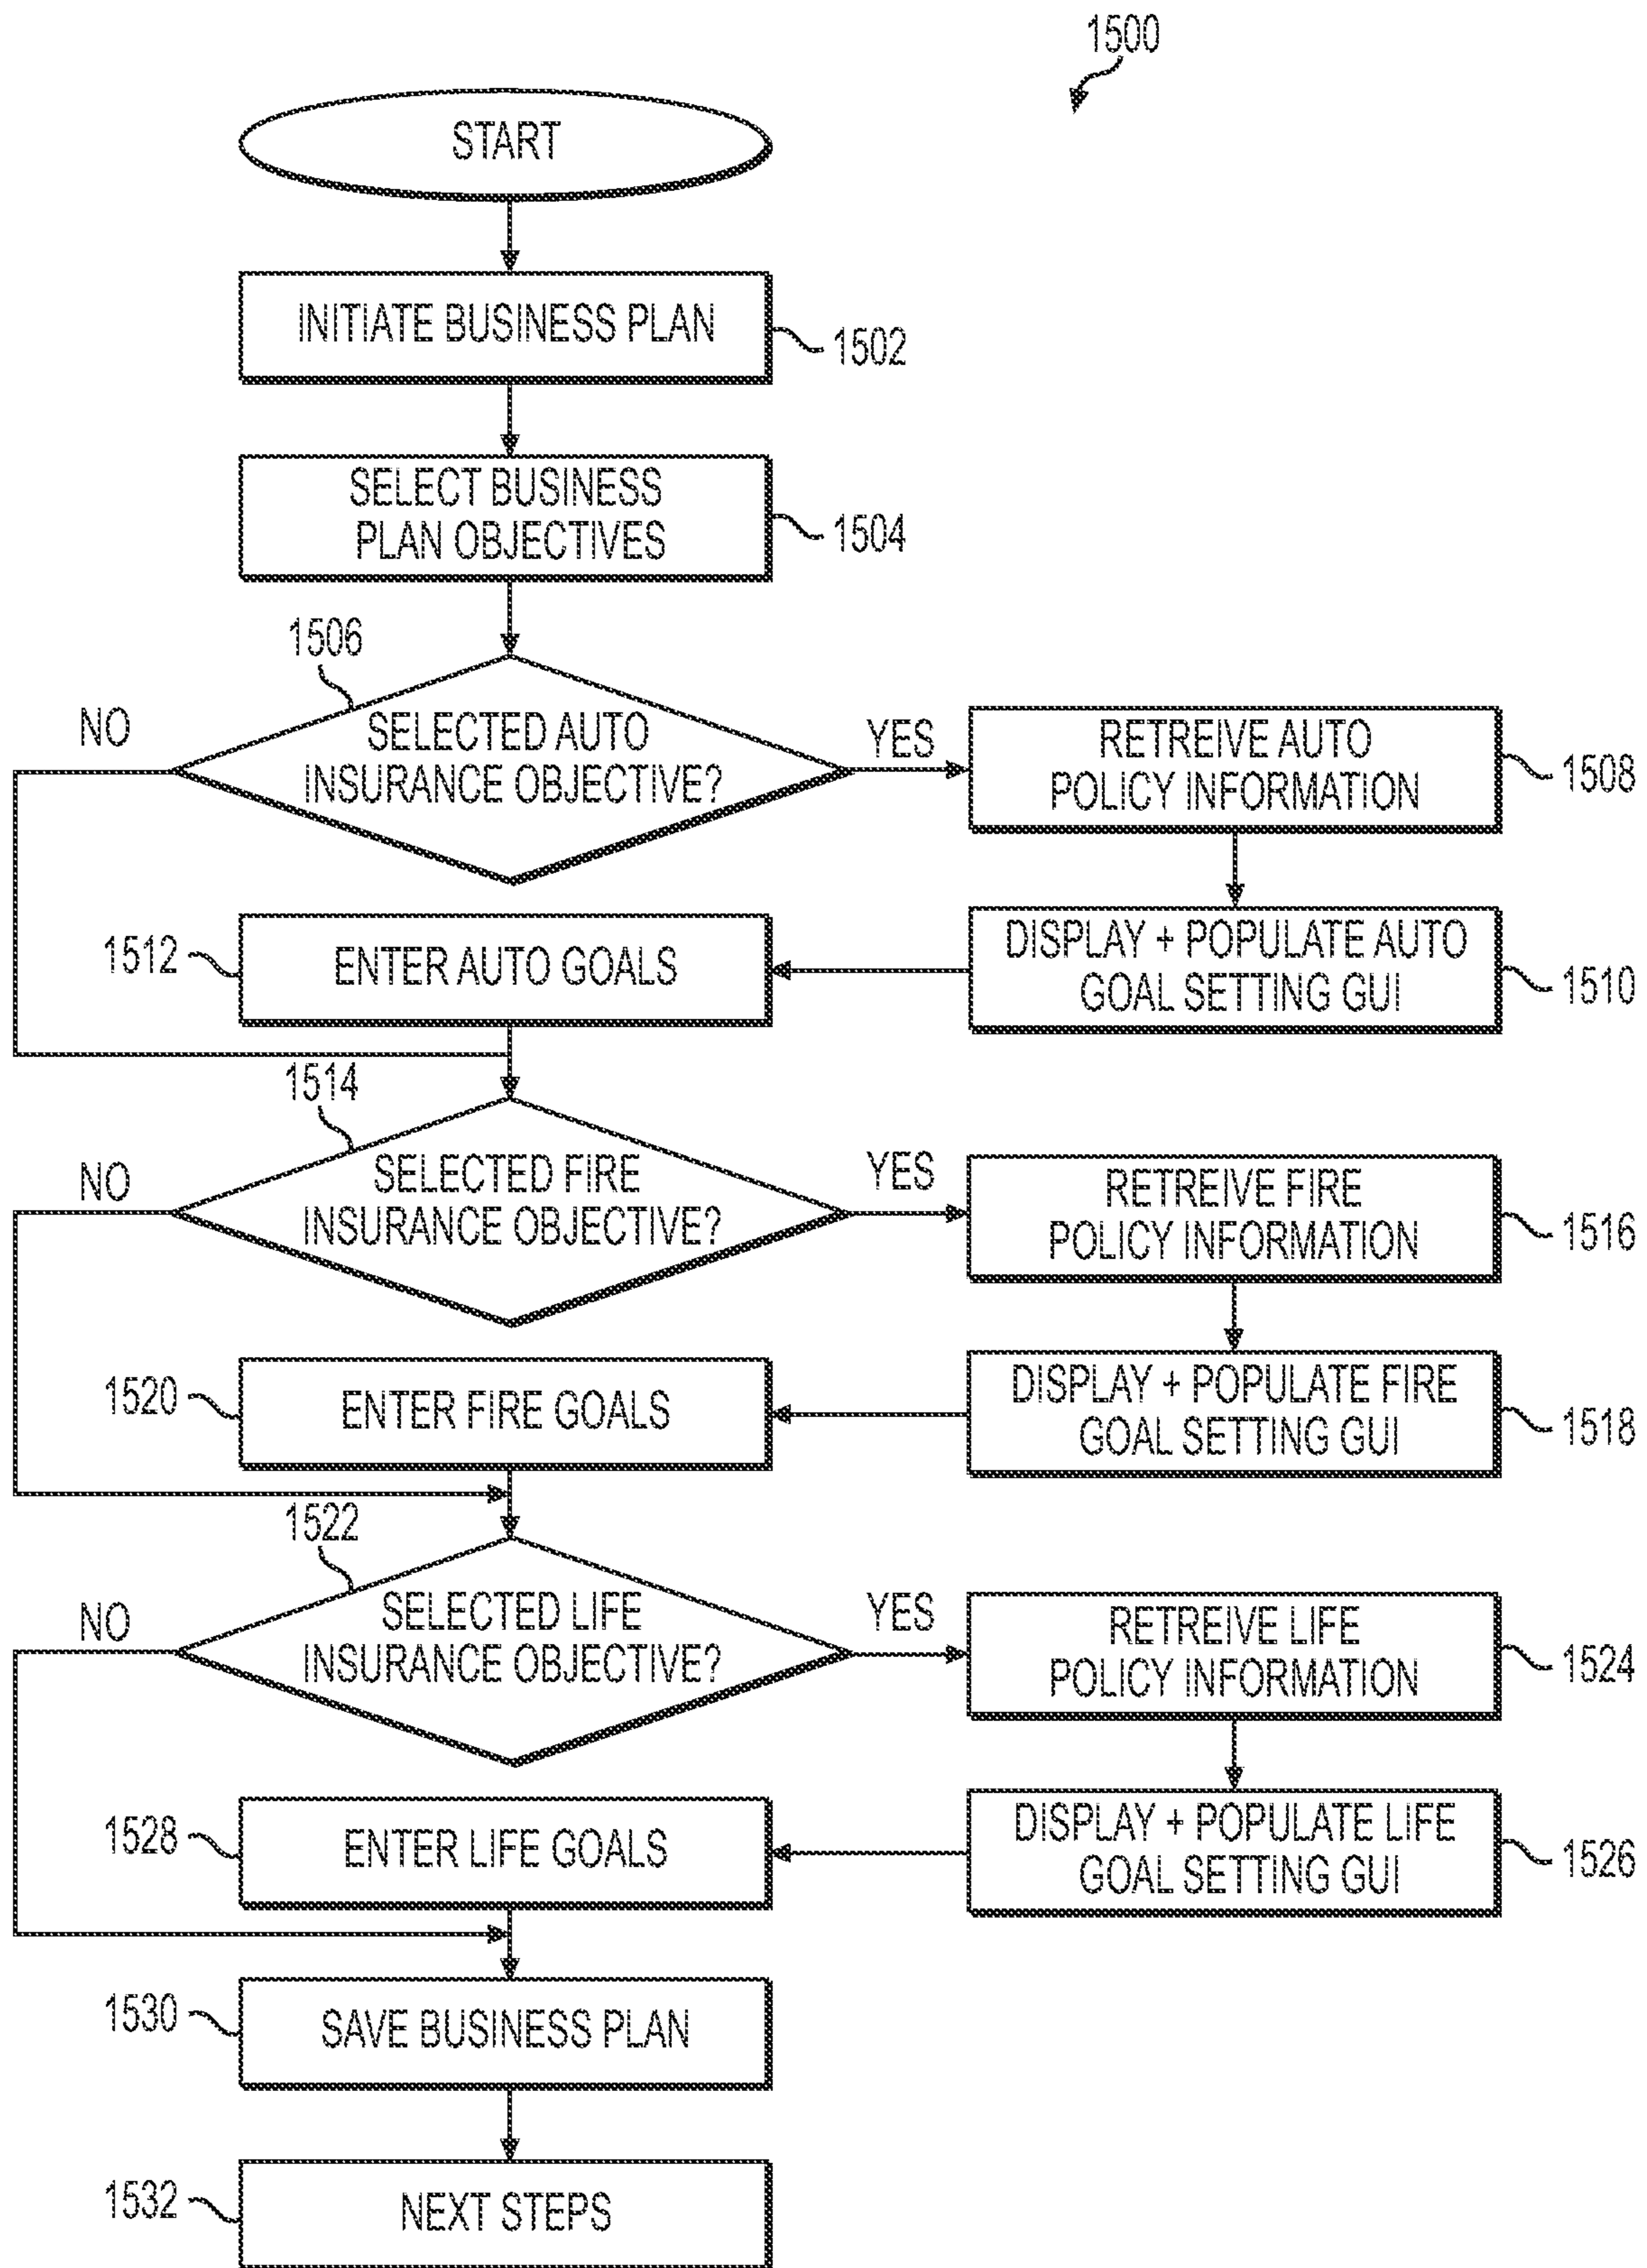 1500
START
INITIATE BUSINESS PLAN
1502
SELECT BUSINESS
PLAN OBJECTIVES
1504
1506
NO
SELECTED AUTO
INSURANCE OBJECTIVE?
YES
RETREIVE AUTO
POLICY INFORMATION
1508
1512
ENTER AUTO GOALS
DISPLAY + POPULATE AUTO
GOAL SETTING GUI
1510
1514
NO
SELECTED FIRE
INSURANCE OBJECTIVE?
YES
RETREIVE FIRE
POLICY INFORMATION
1516
1520
ENTER FIRE GOALS
DISPLAY + POPULATE FIRE
GOAL SETTING GUI
1518
1522
NO
SELECTED LIFE
INSURANCE OBJECTIVE?
YES
RETREIVE LIFE
POLICY INFORMATION
1524
1528
ENTER LIFE GOALS
DISPLAY + POPULATE LIFE
GOAL SETTING GUI
1526
1530
SAVE BUSINESS PLAN
1532
NEXT STEPS